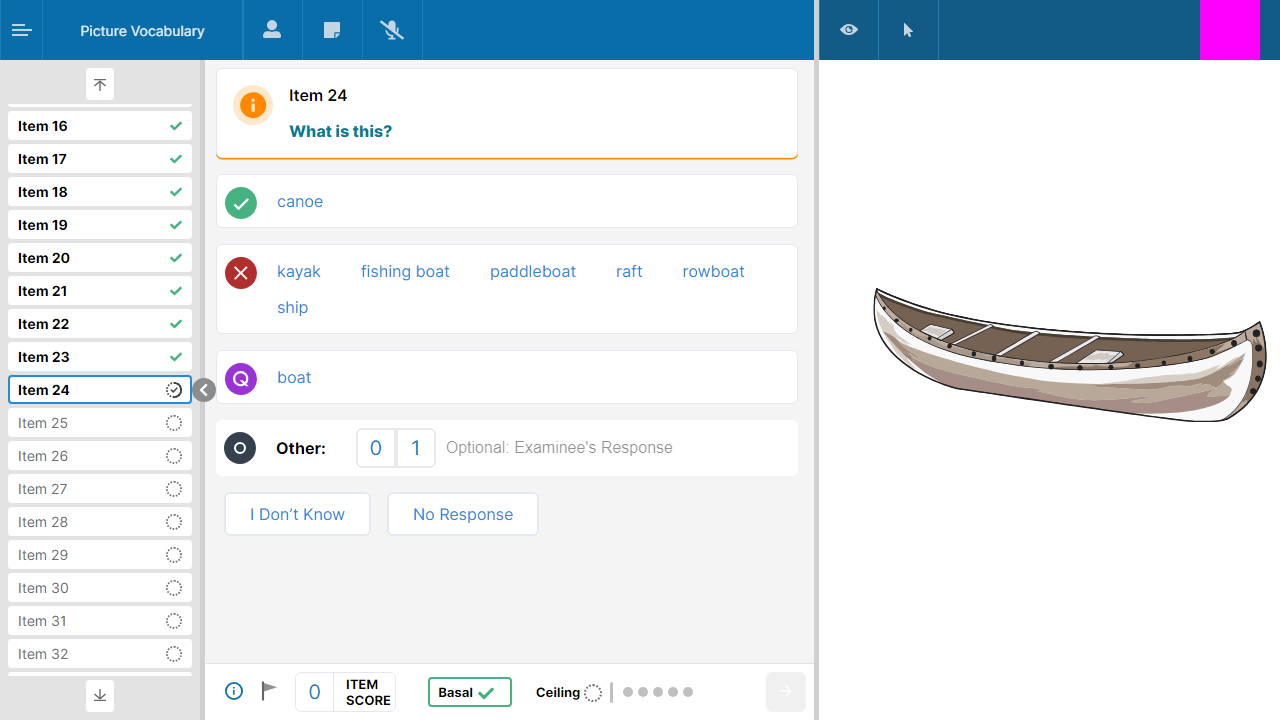 Picture Vocabulary
Item 16
Item 17
Item 18
Item 19
Item 20
Item 21
Item 22
Item 23
Item 24
Item 25
Item 26
Item 27
Item 28
Item 29
Item 30
Item 31
Item 32
Item 24
What is this?
canoe
kayak fishing boat paddleboat raft rowboat
ship
Q boat
Other: 0 1 Optional: Examinee's Response
I Don’t Know No Response
0 ITEM SCORE Basal Ceiling